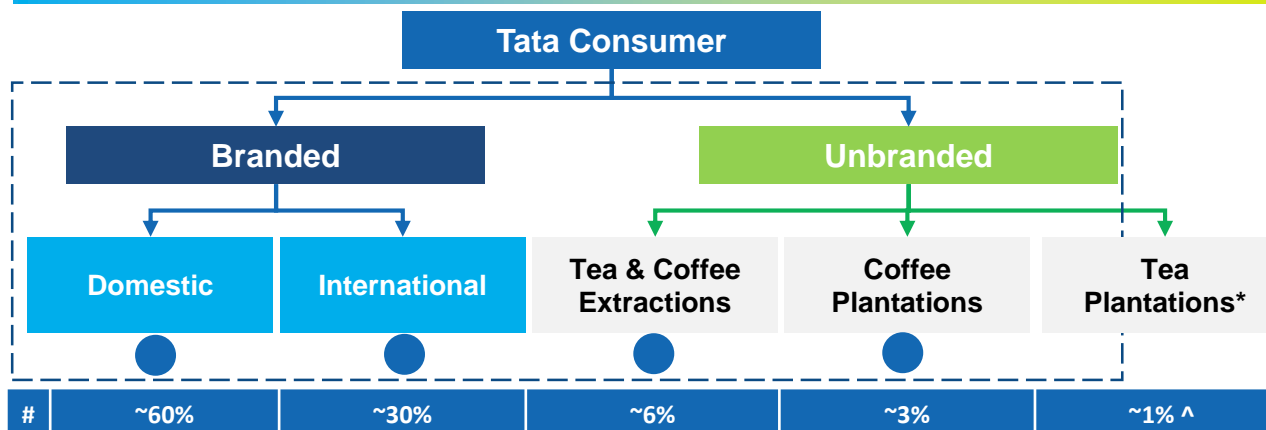 Tata Consumer
Branded
Unbranded
Domestic
International
Tea & Coffee
Extractions
Coffee
Plantations
Tea
Plantations*
# ~60% ~30% ~6% ~3% ~1% ^